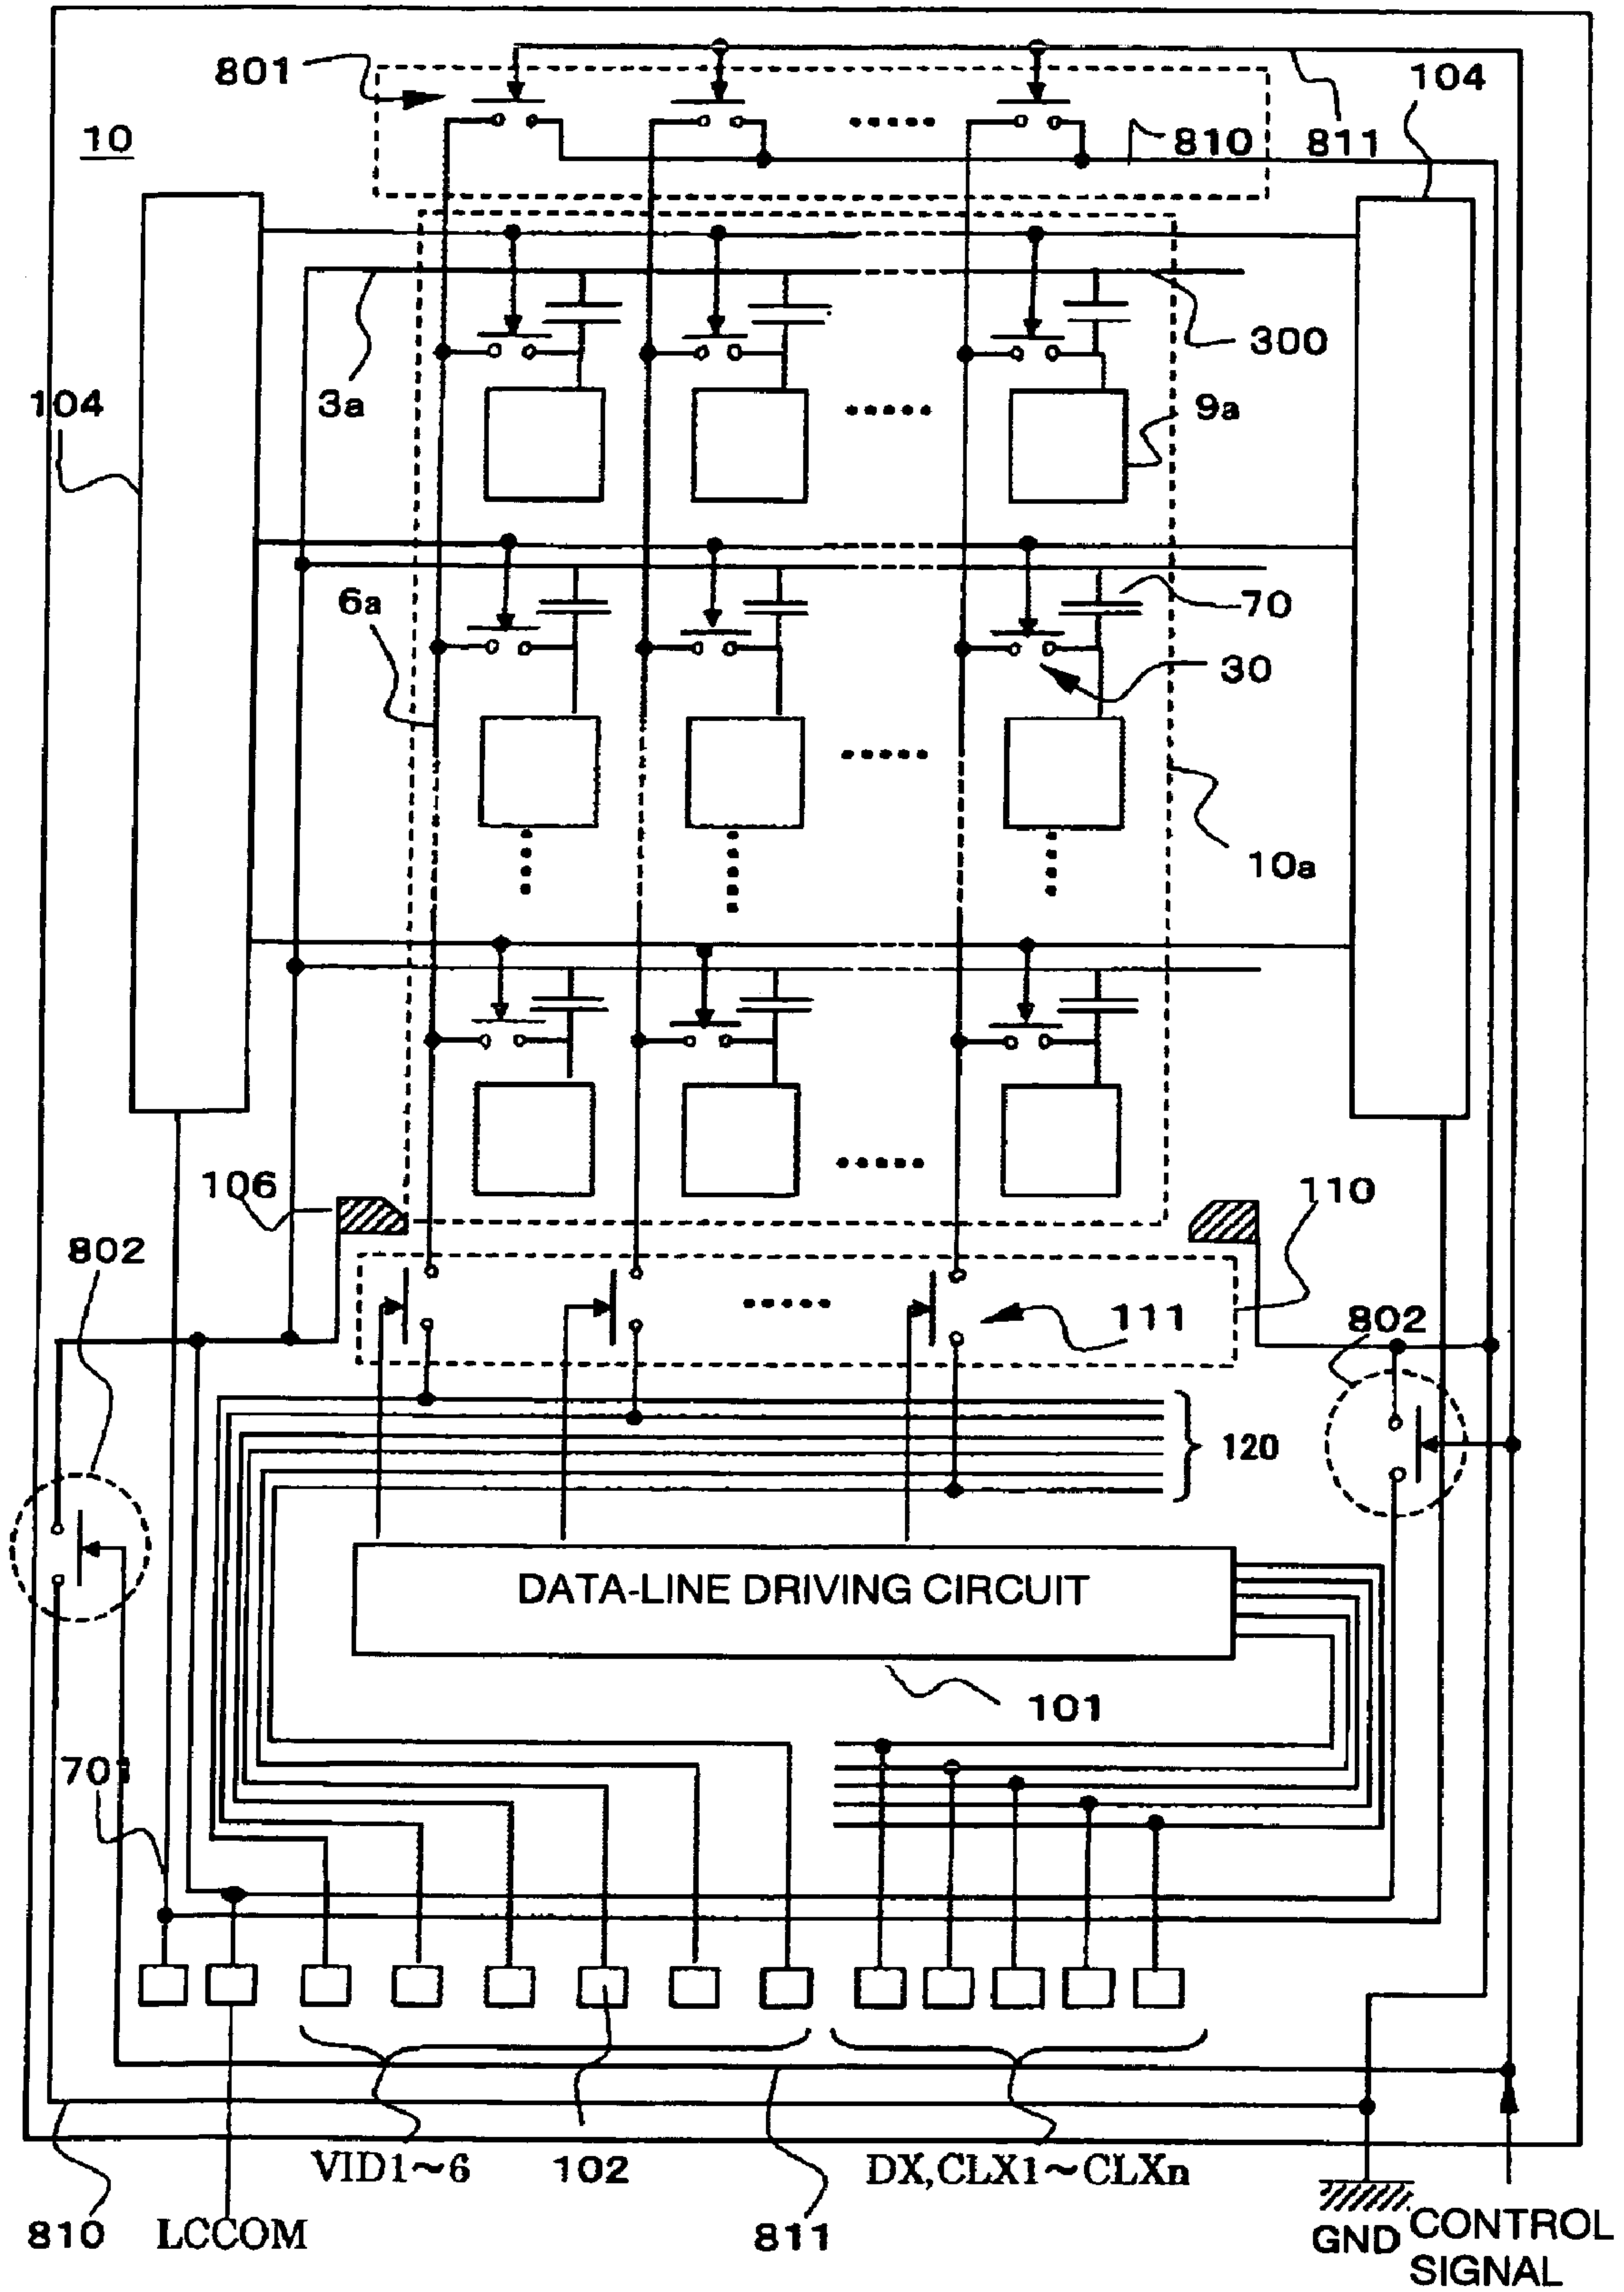 801
104
10
810
811
300
3a
104
9a
6a
70
30
10a
106
110
802
111
802
120
DATA-LINE DRIVING CIRCUIT
101
701
VID1~6
102
DX,CLX1~CLXn
810
LCCOM
811
GND
CONTROL
SIGNAL